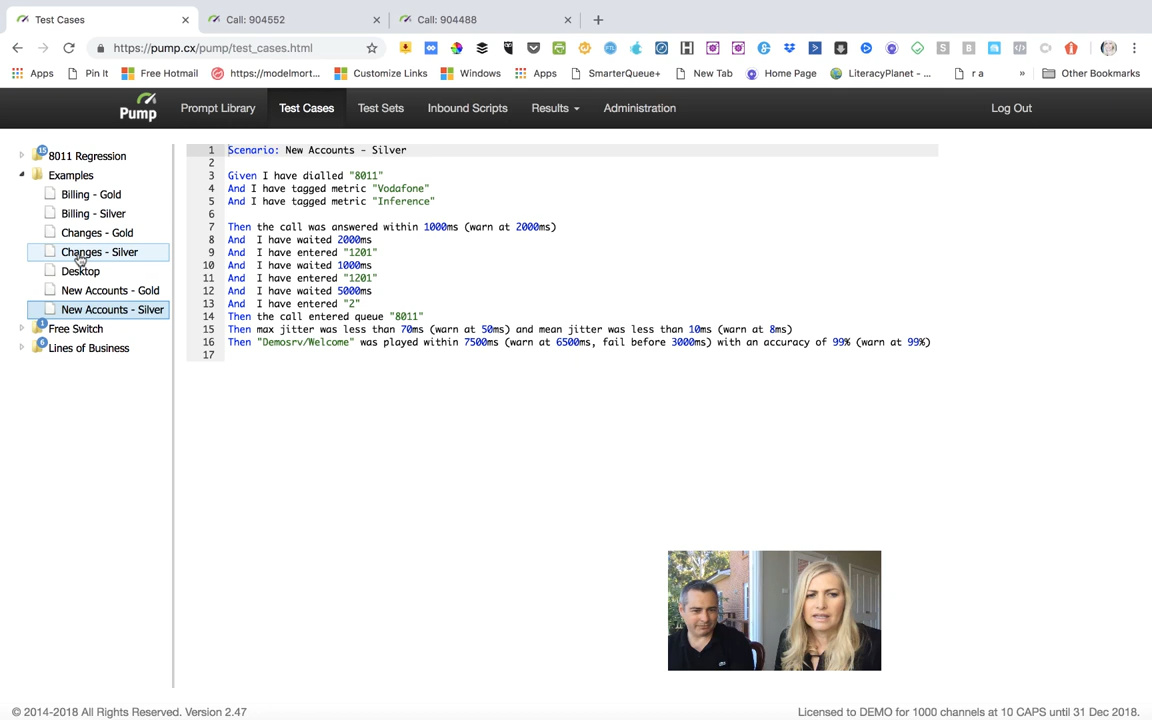 Test Cases
Call: 904552
Call: 904488
https://pump.cx/pump/test_cases.html
Apps
Pin It
Free Hotmail
https://modelmort...
Customize Links
Windows
Apps
SmarterQueue+
New Tab
Home Page
LiteracyPlanet - ...
r a
»
Other Bookmarks
Pump
Prompt Library
Test Cases
Test Sets
Inbound Scripts
Results
Administration
Log Out
15
8011 Regression
Examples
Billing - Gold
Billing - Silver
Changes - Gold
Changes - Silver
Desktop
New Accounts - Gold
New Accounts - Silver
1
Free Switch
6
Lines of Business
1 Scenario: New Accounts - Silver
2
3 Given I have dialled "8011"
4 And I have tagged metric "Vodafone"
5 And I have tagged metric "Inference"
6
7 Then the call was answered within 1000ms (warn at 2000ms)
8 And I have waited 2000ms
9 And I have entered "1201"
10 And I have waited 1000ms
11 And I have entered "1201"
12 And I have waited 5000ms
13 And I have entered "2"
14 Then the call entered queue "8011"
15 Then max jitter was less than 70ms (warn at 50ms) and mean jitter was less than 10ms (warn at 8ms)
16 Then "Demosrv/Welcome" was played within 7500ms (warn at 6500ms, fail before 3000ms) with an accuracy of 99% (warn at 99%)
17
© 2014-2018 All Rights Reserved. Version 2.47
Licensed to DEMO for 1000 channels at 10 CAPS until 31 Dec 2018.